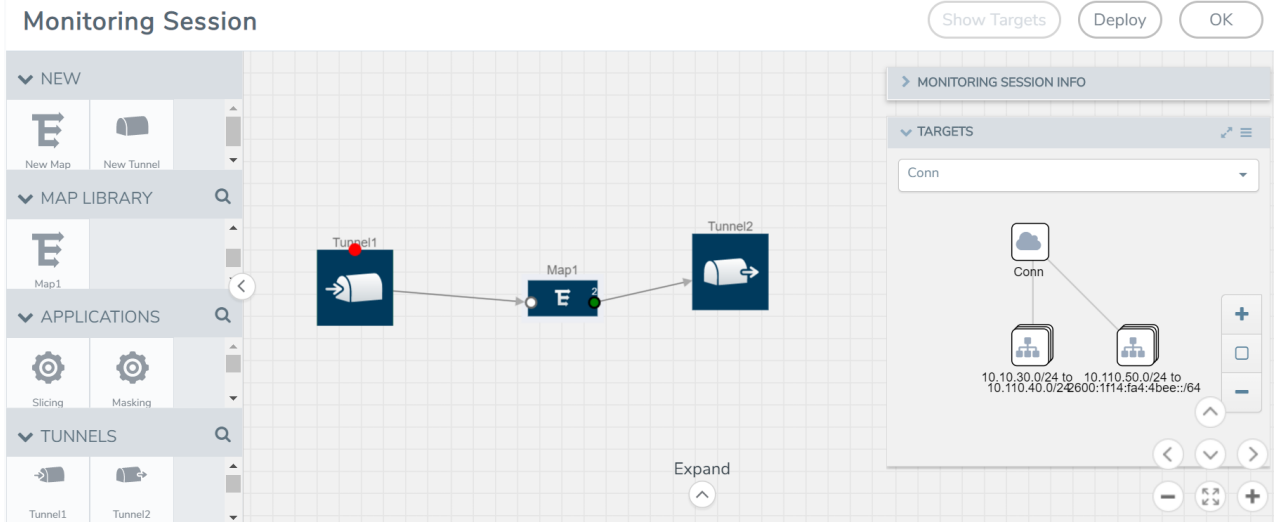 Monitoring Session
Show Targets
Deploy
OK
NEW
New Map
New Tunnel
MAP LIBRARY
Map1
APPLICATIONS
Slicing
Masking
TUNNELS
Tunnel1
Tunnel2
Tunnel1
Map1
2
Tunnel2
Expand
MONITORING SESSION INFO
TARGETS
Conn
Conn
10.10.30.0/24 to
10.110.40.0/24
10.110.50.0/24 to
2600:1f14:fa4:4bee::/64